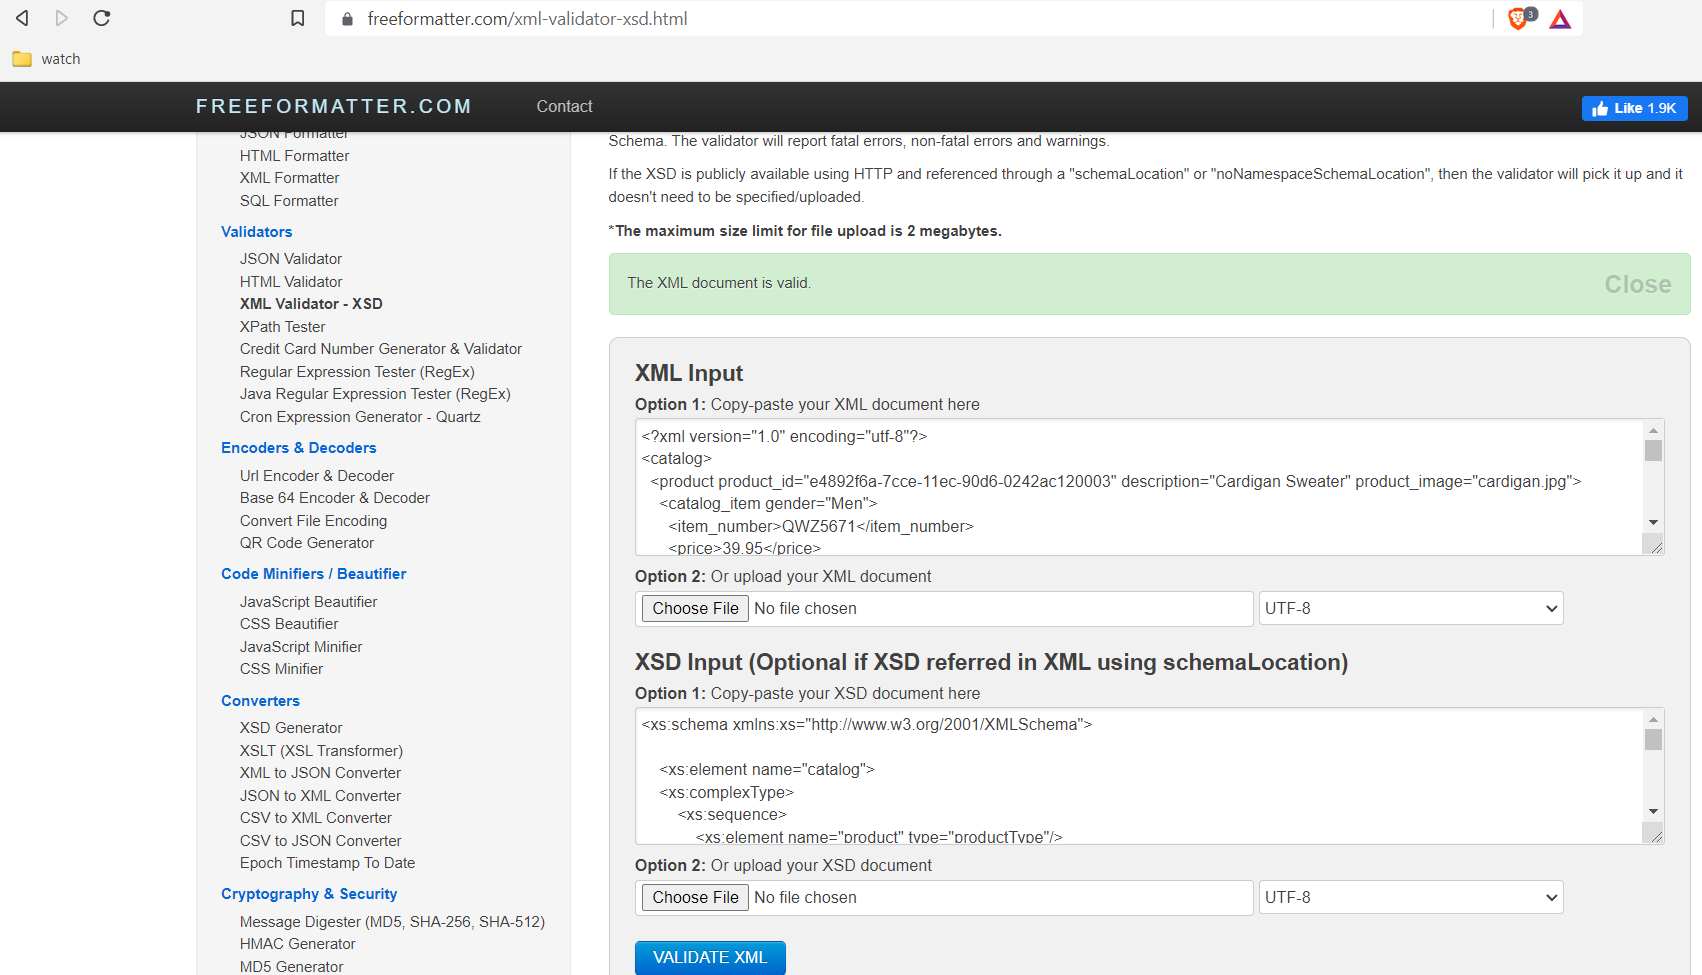 freeformatter.com/xml-validator-xsd.html
3
watch
FREEFORMATTER.COM
Contact
Like 1.9K
JSON Formatter
HTML Formatter
XML Formatter
SQL Formatter
Validators
JSON Validator
HTML Validator
XML Validator - XSD
XPath Tester
Credit Card Number Generator & Validator
Regular Expression Tester (RegEx)
Java Regular Expression Tester (RegEx)
Cron Expression Generator - Quartz
Encoders & Decoders
Url Encoder & Decoder
Base 64 Encoder & Decoder
Convert File Encoding
QR Code Generator
Code Minifiers / Beautifier
JavaScript Beautifier
CSS Beautifier
JavaScript Minifier
CSS Minifier
Converters
XSD Generator
XSLT (XSL Transformer)
XML to JSON Converter
JSON to XML Converter
CSV to XML Converter
CSV to JSON Converter
Epoch Timestamp To Date
Cryptography & Security
Message Digester (MD5, SHA-256, SHA-512)
HMAC Generator
MD5 Generator
Schema. The validator will report fatal errors, non-fatal errors and warnings.
If the XSD is publicly available using HTTP and referenced through a "schemaLocation" or "noNamespaceSchemaLocation", then the validator will pick it up and it
doesn't need to be specified/uploaded.
*The maximum size limit for file upload is 2 megabytes.
The XML document is valid.
Close
XML Input
Option 1: Copy-paste your XML document here
<?xml version="1.0" encoding="utf-8"?>
<catalog>
<product product_id="e4892f6a-7cce-11ec-90d6-0242ac120003" description="Cardigan Sweater" product_image="cardigan.jpg">
<catalog_item gender="Men">
<item_number>QWZ5671</item_number>
<price>39.95</price>
Option 2: Or upload your XML document
Choose File No file chosen
UTF-8
XSD Input (Optional if XSD referred in XML using schemaLocation)
Option 1: Copy-paste your XSD document here
<xs:schema xmlns:xs="http://www.w3.org/2001/XMLSchema">
<xs:element name="catalog">
<xs:complexType>
<xs:sequence>
<xs:element name="product" type="productType"/>
Option 2: Or upload your XSD document
Choose File No file chosen
UTF-8
VALIDATE XML